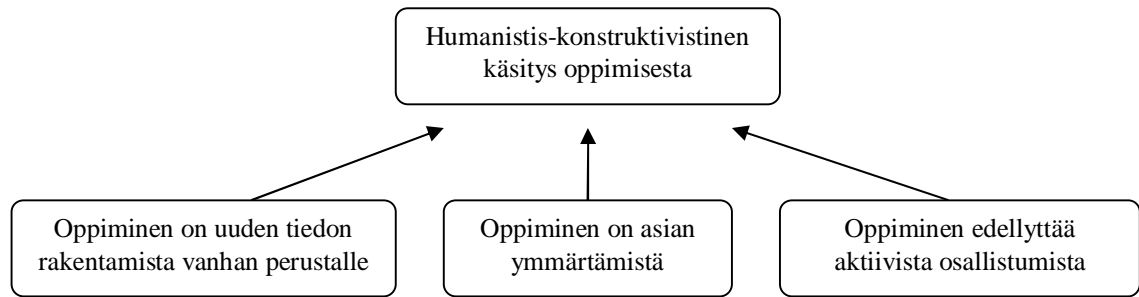 Humanistis-konstruktivistinen
käsitys oppimisesta
Oppiminen on uuden tiedon
rakentamista vanhan perustalle
Oppiminen on asian
ymmärtämistä
Oppiminen edellyttää
aktiivista osallistumista